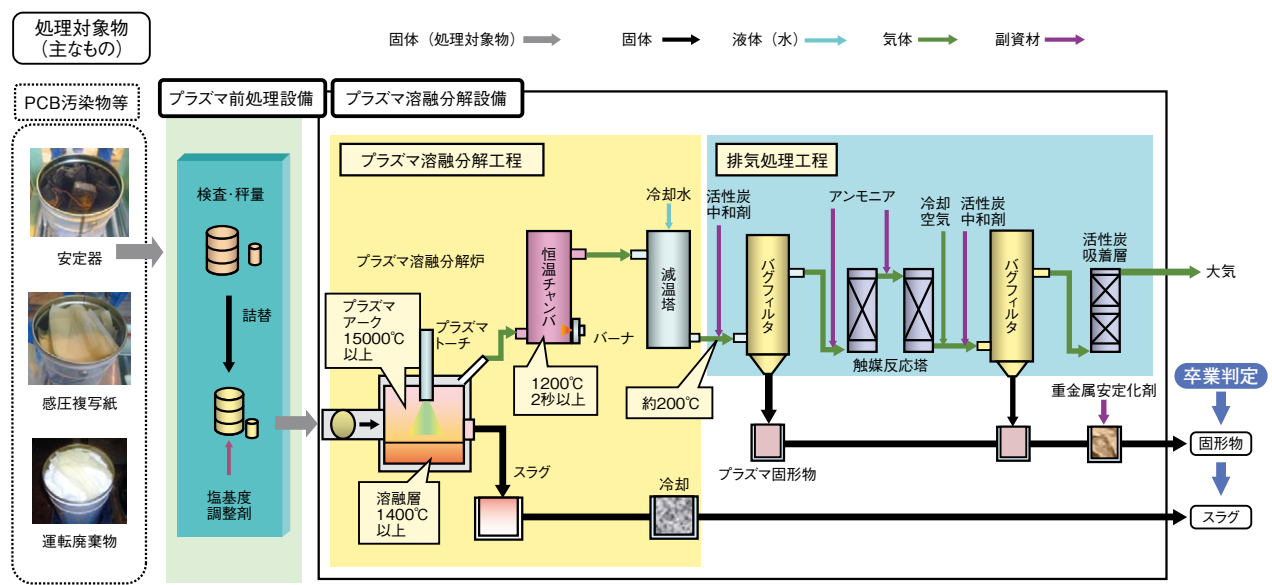 処理対象物
（主なもの）
固体（処理対象物）
固体
液体（水）
気体
副資材
PCB汚染物等
安定器
感圧複写紙
運転廃棄物
プラズマ前処理設備
検査・秤量
詰替
塩基度
調整剤
プラズマ溶融分解設備
プラズマ溶融分解工程
プラズマ溶融分解炉
プラズマ
アーク
15000℃
以上
プラズマ
トーチ
溶融層
1400℃
以上
恒温チャンバ
バーナ
1200℃
2秒以上
冷却水
減温塔
約200℃
スラグ
冷却
排気処理工程
活性炭
中和剤
バグフィルタ
アンモニア
触媒反応塔
冷却
空気
活性炭
中和剤
バグフィルタ
活性炭
吸着層
大気
プラズマ固形物
重金属安定化剤
卒業判定
固形物
スラグ